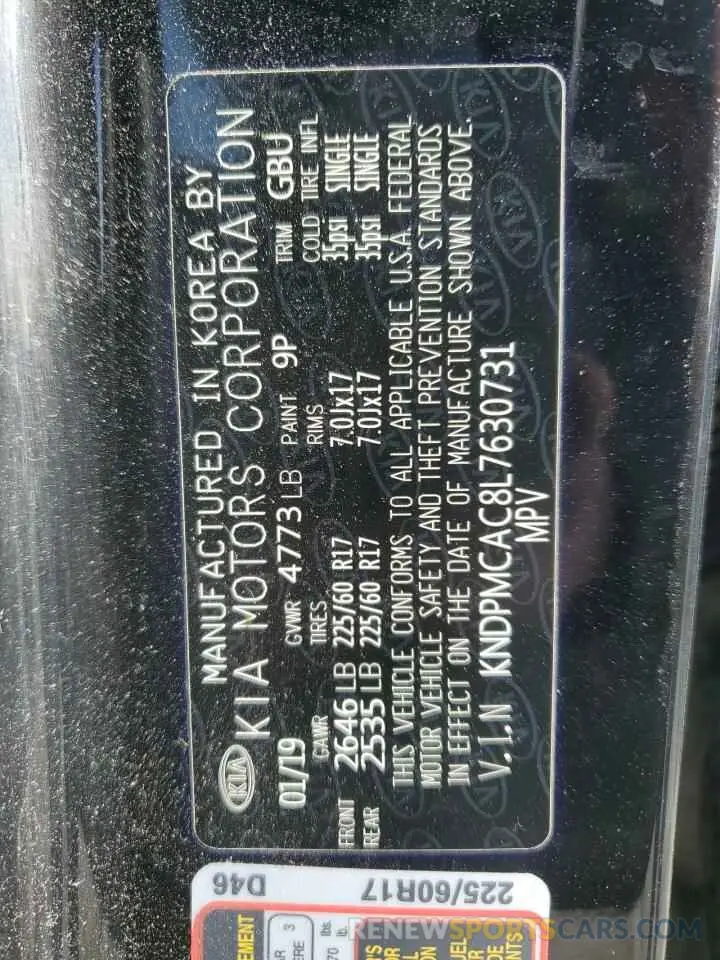 MANUFACTURED IN KOREA BY
KIA KIA MOTORS CORPORATION
01/19 GVWR 4773 LB PAINT 9P TRIM GBU
GAWR TIRES RIMS COLD TIRE INFL
FRONT 2646 LB 225/60 R17 7.0Jx17 35psi SINGLE
REAR 2535 LB 225/60 R17 7.0Jx17 35psi SINGLE
THIS VEHICLE CONFORMS TO ALL APPLICABLE U.S.A. FEDERAL
MOTOR VEHICLE SAFETY AND THEFT PREVENTION STANDARDS
IN EFFECT ON THE DATE OF MANUFACTURE SHOWN ABOVE.
V.I.N KNDPMCAC8L7630731
MPV
D46
225/60R17
RENEWSPORTSCARS.COM